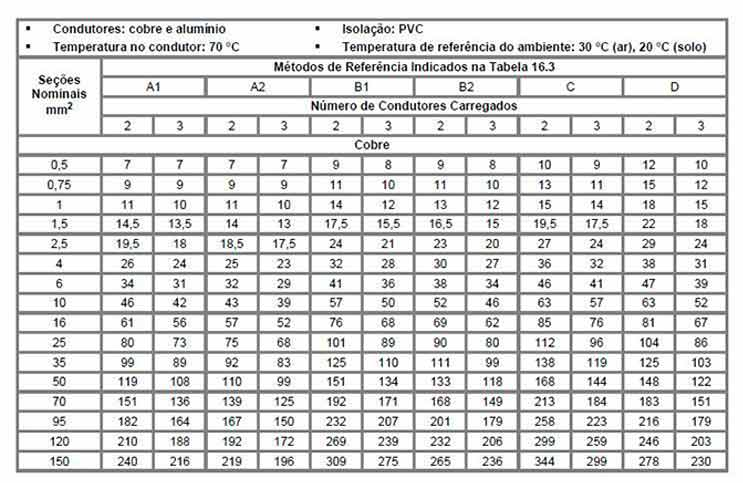 ▪ Condutores: cobre e alumínio ▪ Isolação: PVC
▪ Temperatura no condutor: 70 °C ▪ Temperatura de referência do ambiente: 30 °C (ar), 20 °C (solo)
Seções Nominais mm² Métodos de Referência Indicados na Tabela 16.3
A1 A2 B1 B2 C D
Número de Condutores Carregados
2 3 2 3 2 3 2 3 2 3 2 3
Cobre
0,5 7 7 7 7 9 8 9 8 10 9 12 10
0,75 9 9 9 9 11 10 11 10 13 11 15 12
1 11 10 11 10 14 12 13 12 15 14 18 15
1,5 14,5 13,5 14 13 17,5 15,5 16,5 15 19,5 17,5 22 18
2,5 19,5 18 18,5 17,5 24 21 23 20 27 24 29 24
4 26 24 25 23 32 28 30 27 36 32 38 31
6 34 31 32 29 41 36 38 34 46 41 47 39
10 46 42 43 39 57 50 52 46 63 57 63 52
16 61 56 57 52 76 68 69 62 85 76 81 67
25 80 73 75 68 101 89 90 80 112 96 104 86
35 99 89 92 83 125 110 111 99 138 119 125 103
50 119 108 110 99 151 134 133 118 168 144 148 122
70 151 136 139 125 192 171 168 149 213 184 183 151
95 182 164 167 150 232 207 201 179 258 223 216 179
120 210 188 192 172 269 239 232 206 299 259 246 203
150 240 216 219 196 309 275 265 236 344 299 278 230